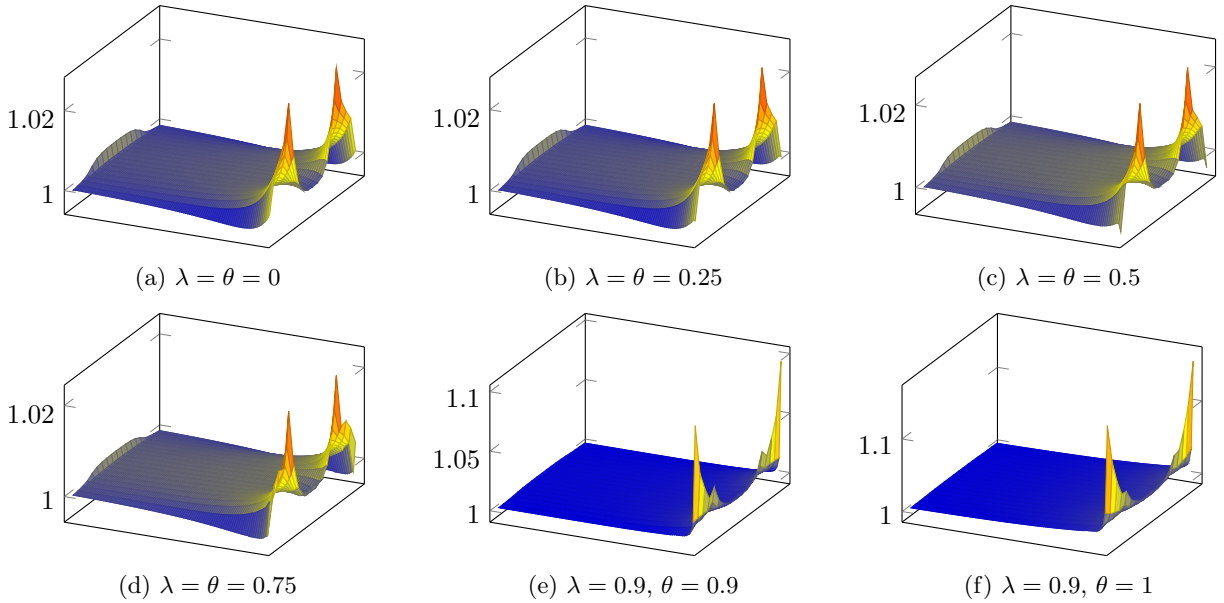 1.02
1
(a) λ = θ = 0
1.02
1
(b) λ = θ = 0.25
1.02
1
(c) λ = θ = 0.5
1.02
1
(d) λ = θ = 0.75
1.1
1.05
1
(e) λ = 0.9, θ = 0.9
1.1
1
(f) λ = 0.9, θ = 1